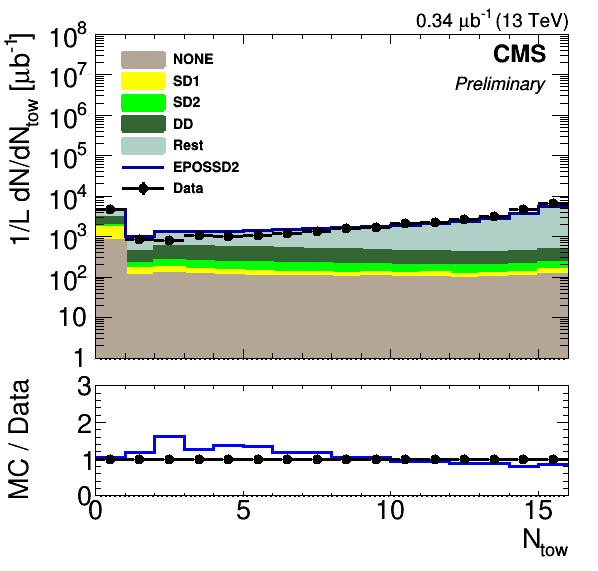 0.34 μb⁻¹ (13 TeV)
1/L dN/dN_tow [μb⁻¹]
10⁸
10⁷
10⁶
10⁵
10⁴
10³
10²
10
1
CMS
Preliminary
NONE
SD1
SD2
DD
Rest
EPOSSD2
Data
MC / Data
3
2
1
0
0 5 10 15
N_tow